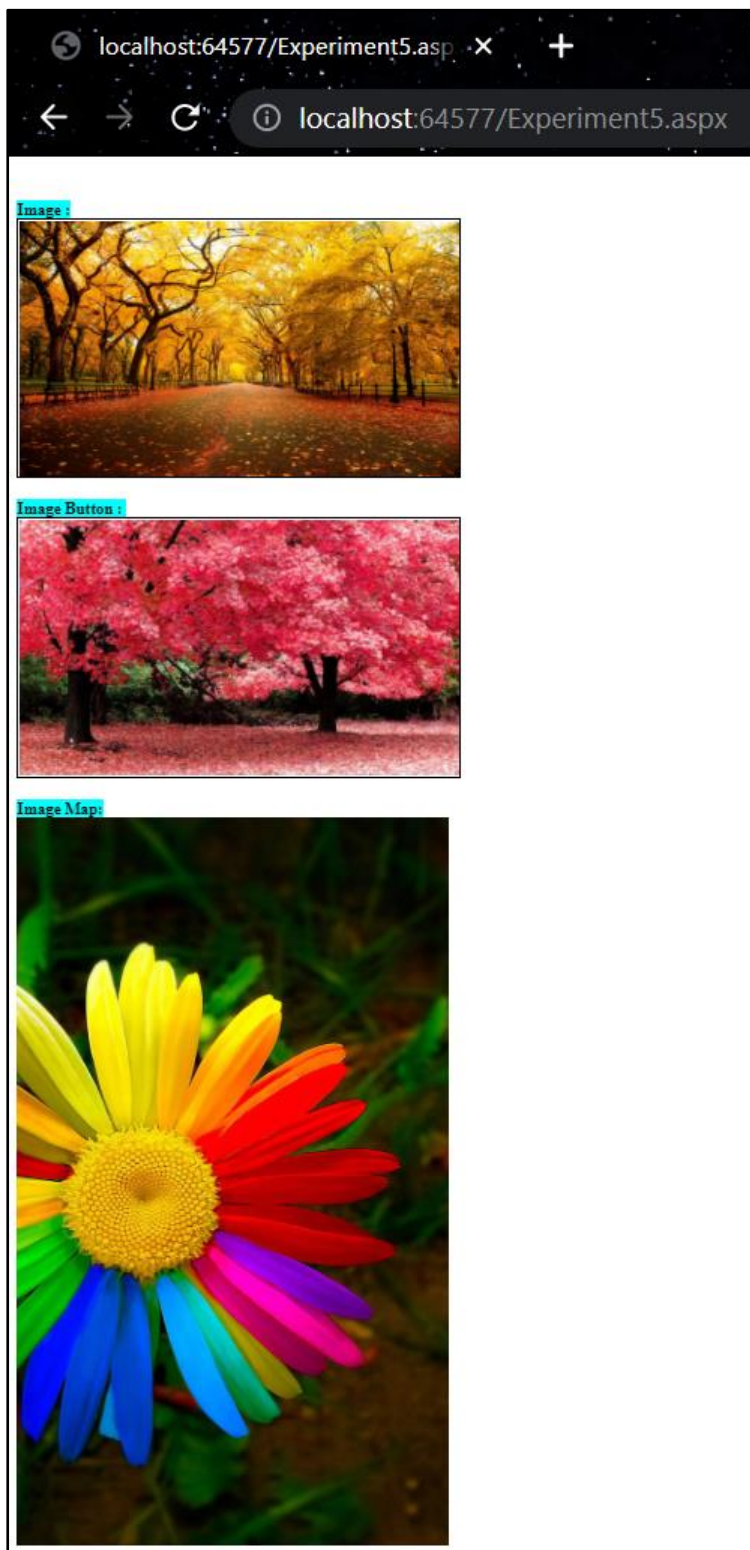 localhost:64577/Experiment5.asp
localhost:64577/Experiment5.aspx
Image :
Image Button :
Image Map: